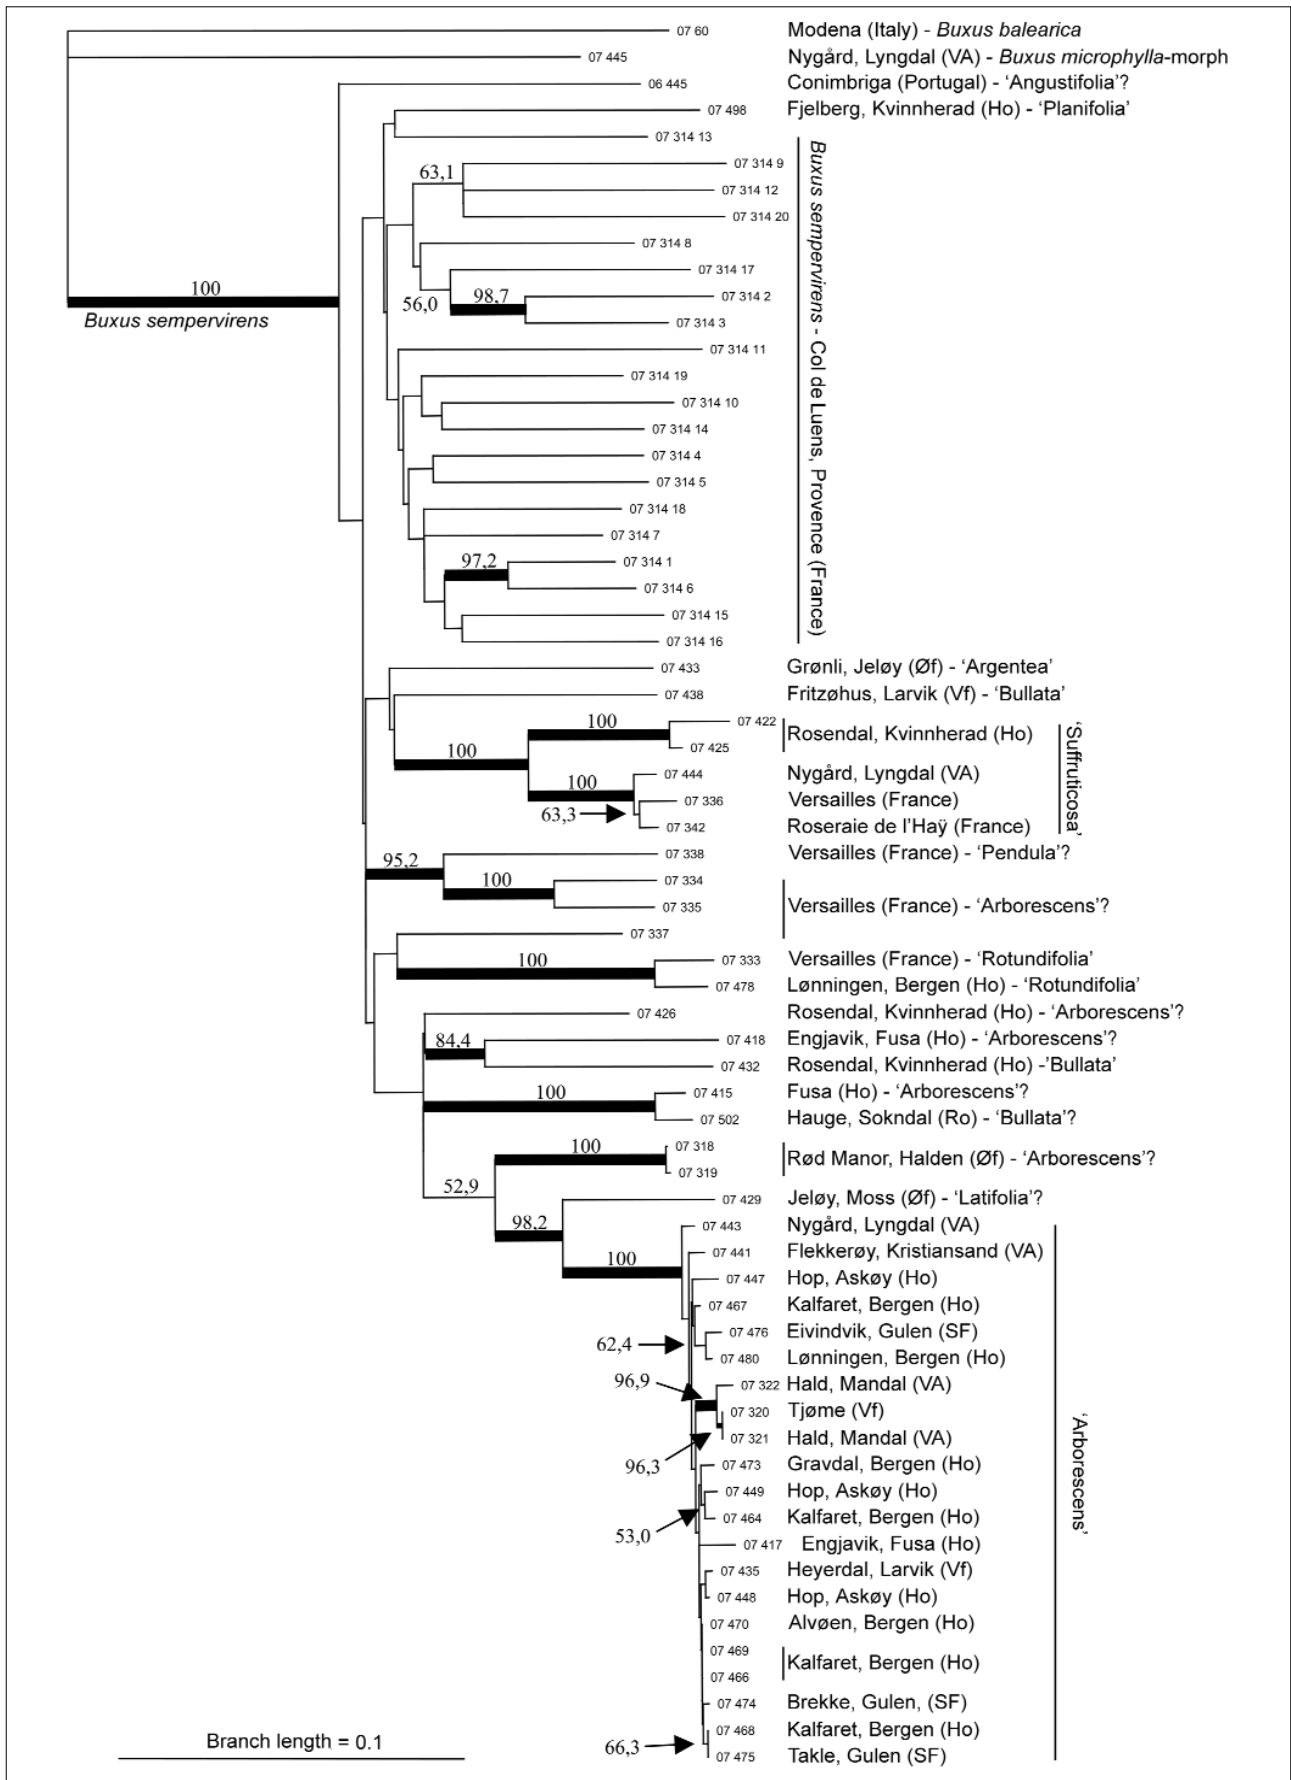 07 60 Modena (Italy) - Buxus balearica
07 445 Nygård, Lyngdal (VA) - Buxus microphylla-morph
06 445 Conimbriga (Portugal) - ‘Angustifolia’?
07 498 Fjelberg, Kvinnherad (Ho) - ‘Planifolia’
07 314 13
07 314 9
63,1
07 314 12
07 314 20
07 314 8
07 314 17
100
98,7
07 314 2
56,0
Buxus sempervirens
07 314 3
07 314 11
07 314 19
07 314 10
07 314 14
07 314 4
07 314 5
07 314 18
07 314 7
97,2
07 314 1
07 314 6
07 314 15
07 314 16
Buxus sempervirens - Col de Luens, Provence (France)
07 433 Grønli, Jeløy (Øf) - ‘Argentea’
07 438 Fritzøhus, Larvik (Vf) - ‘Bullata’
100
07 422
Rosendal, Kvinnherad (Ho)
100
07 425
100
07 444 Nygård, Lyngdal (VA)
07 336 Versailles (France)
63,3
07 342 Roseraie de l’Haÿ (France)
‘Suffruticosa’
95,2
07 338 Versailles (France) - ‘Pendula’?
100
07 334
Versailles (France) - ‘Arborescens’?
07 335
07 337
100
07 333 Versailles (France) - ‘Rotundifolia’
07 478 Lønningen, Bergen (Ho) - ‘Rotundifolia’
07 426 Rosendal, Kvinnherad (Ho) - ‘Arborescens’?
84,4
07 418 Engjavik, Fusa (Ho) - ‘Arborescens’?
07 432 Rosendal, Kvinnherad (Ho) -’Bullata’
100
07 415 Fusa (Ho) - ‘Arborescens’?
07 502 Hauge, Sokndal (Ro) - ‘Bullata’?
100
07 318
Rød Manor, Halden (Øf) - ‘Arborescens’?
07 319
52,9
07 429 Jeløy, Moss (Øf) - ‘Latifolia’?
98,2
07 443 Nygård, Lyngdal (VA)
100
07 441 Flekkerøy, Kristiansand (VA)
07 447 Hop, Askøy (Ho)
07 467 Kalfaret, Bergen (Ho)
62,4
07 476 Eivindvik, Gulen (SF)
07 480 Lønningen, Bergen (Ho)
96,9
07 322 Hald, Mandal (VA)
07 320 Tjøme (Vf)
07 321 Hald, Mandal (VA)
96,3
07 473 Gravdal, Bergen (Ho)
07 449 Hop, Askøy (Ho)
07 464 Kalfaret, Bergen (Ho)
53,0
07 417 Engjavik, Fusa (Ho)
07 435 Heyerdal, Larvik (Vf)
07 448 Hop, Askøy (Ho)
07 470 Alvøen, Bergen (Ho)
07 469
Kalfaret, Bergen (Ho)
07 466
07 474 Brekke, Gulen, (SF)
07 468 Kalfaret, Bergen (Ho)
66,3
07 475 Takle, Gulen (SF)
‘Arborescens’
Branch length = 0.1